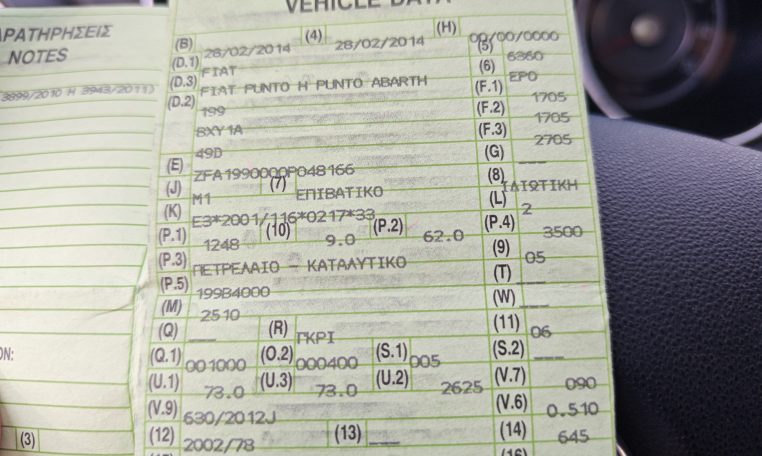 ΑΡΑΤΗΡΗΣΕΙΣ
NOTES
3899/2010 Η 3943/2011)
ON:
(3)
VEHICLE DATA
(B) 28/02/2014 (4) 28/02/2014 (H) 00/00/0000
(D.1) FIAT (5) 6360
(D.3) FIAT PUNTO H PUNTO ABARTH (6) ΕΡΟ
(D.2) 199 (F.1) 1705
8XY1A (F.2) 1705
49D (F.3) 2705
(E) ZFA1990000P048166 (G) ---
(J) M1 (7) ΕΠΙΒΑΤΙΚΟ (8) ΙΔΙΩΤΙΚΗ
(K) E3*2001/116*0217*33 (L) 2
(P.1) 1248 (10) 9.0 (P.2) 62.0 (P.4) 3500
(P.3) ΠΕΤΡΕΛΑΙΟ - ΚΑΤΑΛΥΤΙΚΟ (9) 05
(P.5) 199B4000 (T) ---
(M) 2510 (W) ---
(Q) --- (R) ΓΚΡΙ (11) 06
(O.1) 001000 (O.2) 000400 (S.1) 005 (S.2) ---
(U.1) 73.0 (U.3) 73.0 (U.2) 2625 (V.7) 090
(V.9) 630/2012J (V.6) 0.510
(12) 2002/78 (13) --- (14) 645